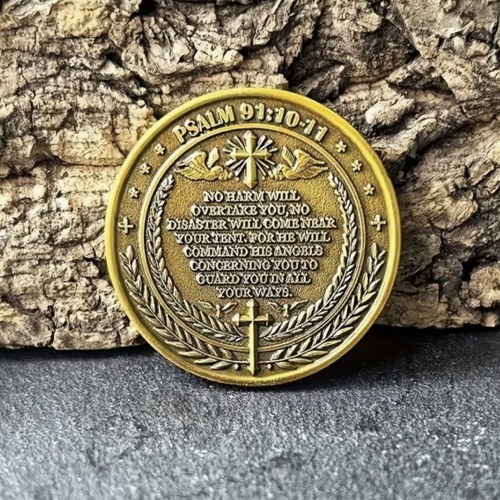 PSALM 91:10-11
NO HARM WILL
OVERTAKE YOU, NO
DISASTER WILL COME NEAR
YOUR TENT. FOR HE WILL
COMMAND HIS ANGELS
CONCERNING YOU TO
GUARD YOU IN ALL
YOUR WAYS.